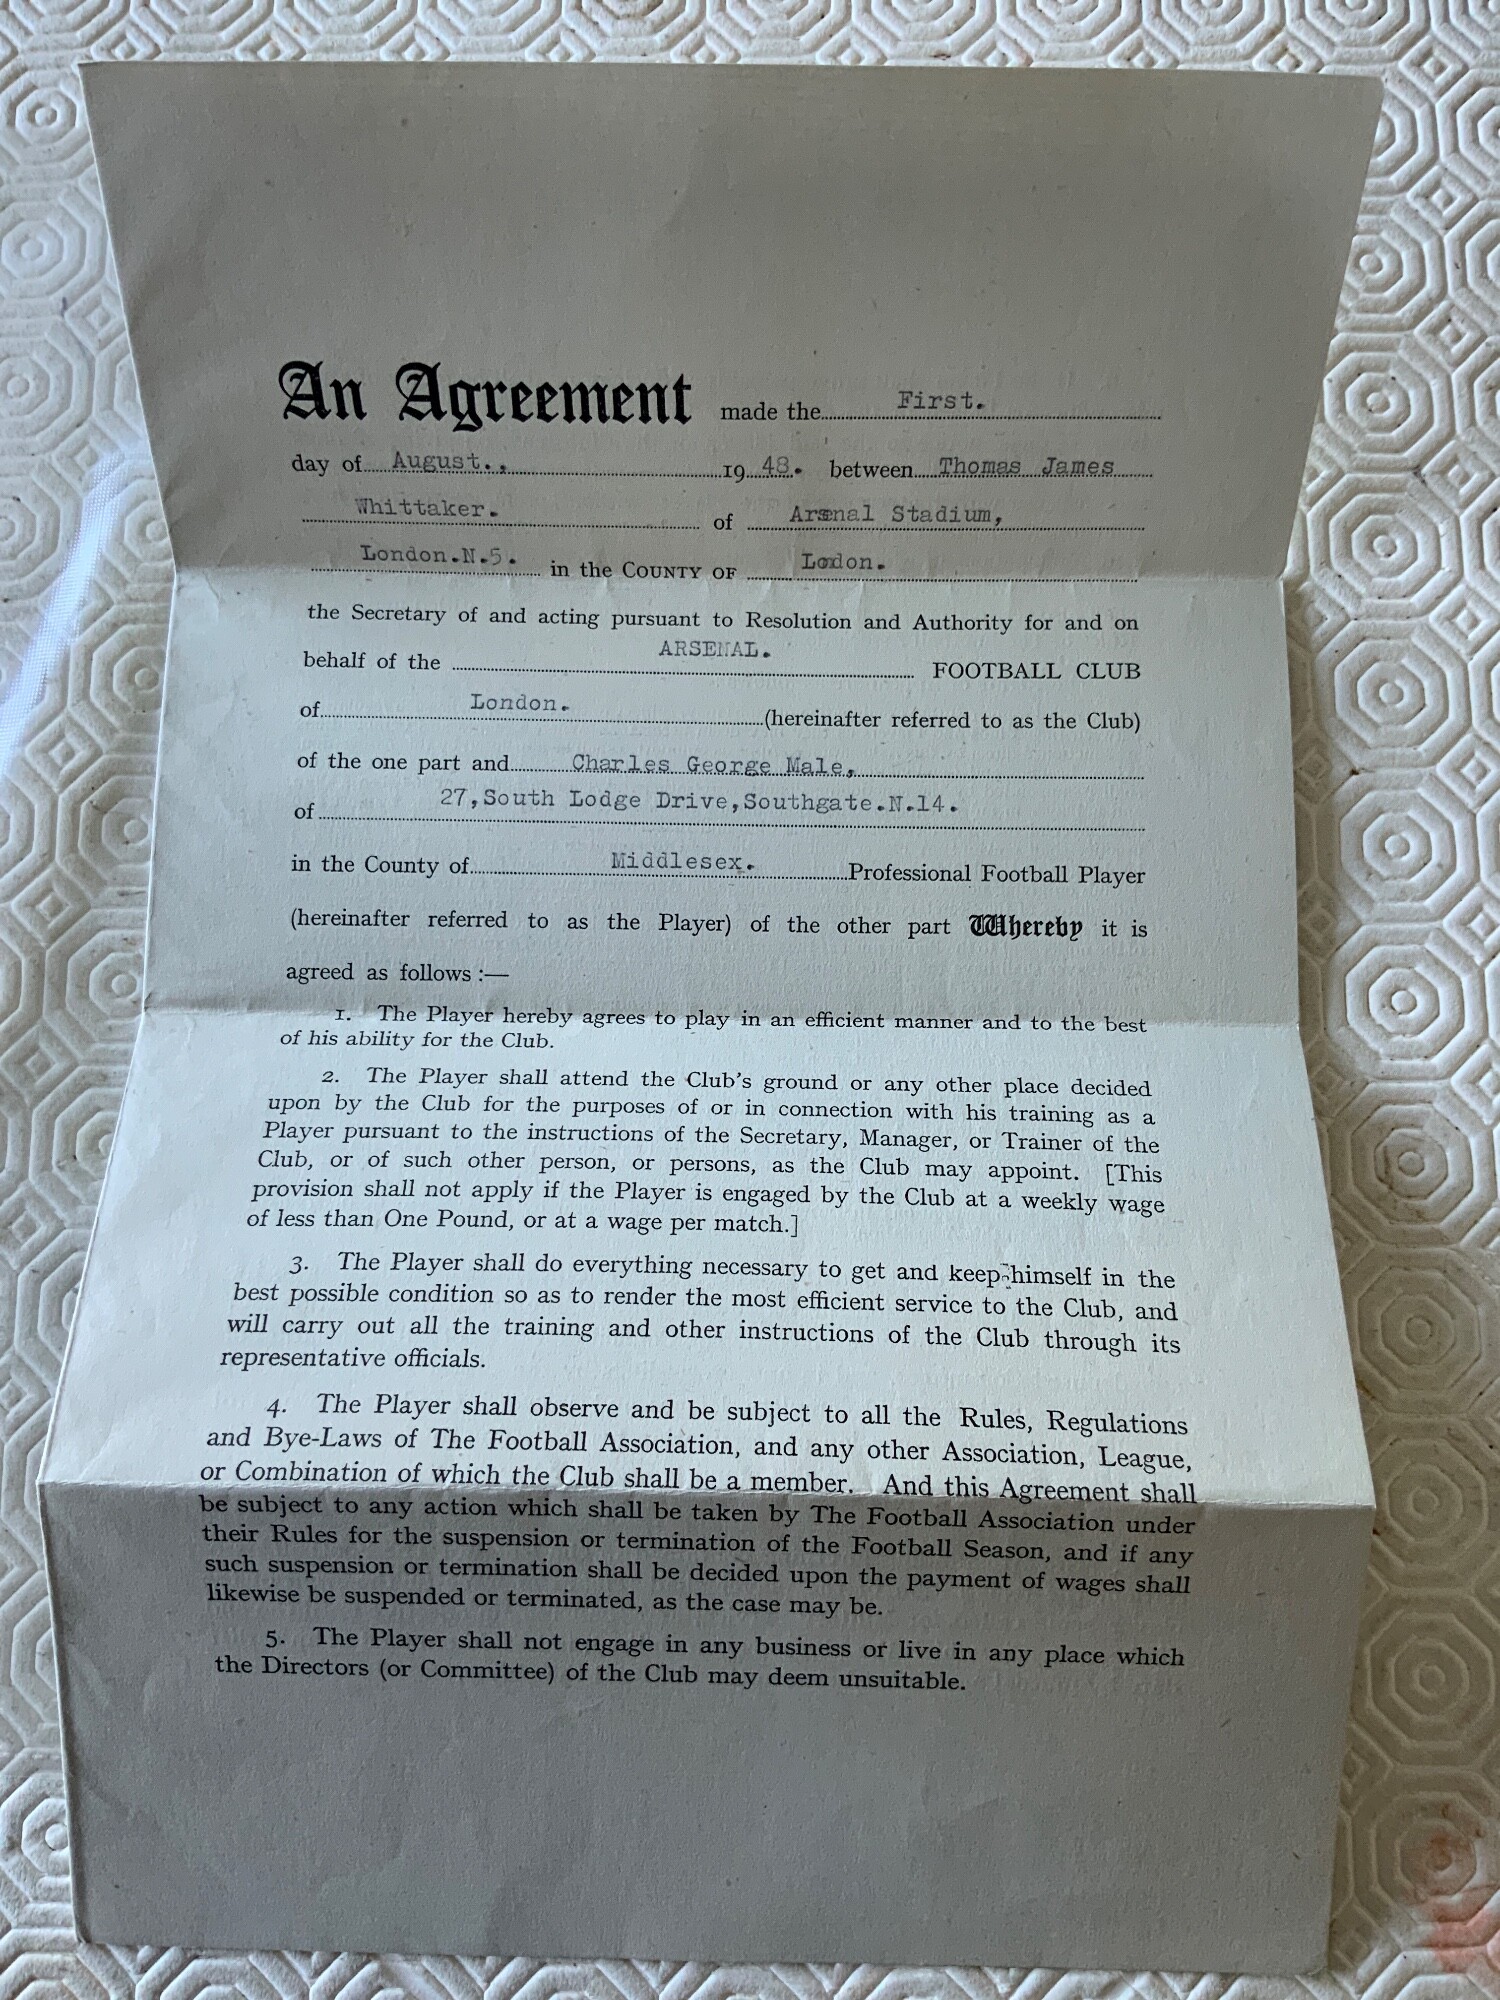 An Agreement made the First.
day of August.. 1948. between Thomas James
Whittaker. of Arsenal Stadium,
London.N.5. in the COUNTY OF Lodon.
the Secretary of and acting pursuant to Resolution and Authority for and on
behalf of the ARSENAL. FOOTBALL CLUB
of London. (hereinafter referred to as the Club)
of the one part and Charles George Male,
of 27,South Lodge Drive,Southgate.N.14.
in the County of Middlesex. Professional Football Player
(hereinafter referred to as the Player) of the other part Whereby it is
agreed as follows :—
1. The Player hereby agrees to play in an efficient manner and to the best
of his ability for the Club.
2. The Player shall attend the Club's ground or any other place decided
upon by the Club for the purposes of or in connection with his training as a
Player pursuant to the instructions of the Secretary, Manager, or Trainer of the
Club, or of such other person, or persons, as the Club may appoint. [This
provision shall not apply if the Player is engaged by the Club at a weekly wage
of less than One Pound, or at a wage per match.]
3. The Player shall do everything necessary to get and keep himself in the
best possible condition so as to render the most efficient service to the Club, and
will carry out all the training and other instructions of the Club through its
representative officials.
4. The Player shall observe and be subject to all the Rules, Regulations
and Bye-Laws of The Football Association, and any other Association, League,
or Combination of which the Club shall be a member. And this Agreement shall
be subject to any action which shall be taken by The Football Association under
their Rules for the suspension or termination of the Football Season, and if any
such suspension or termination shall be decided upon the payment of wages shall
likewise be suspended or terminated, as the case may be.
5. The Player shall not engage in any business or live in any place which
the Directors (or Committee) of the Club may deem unsuitable.